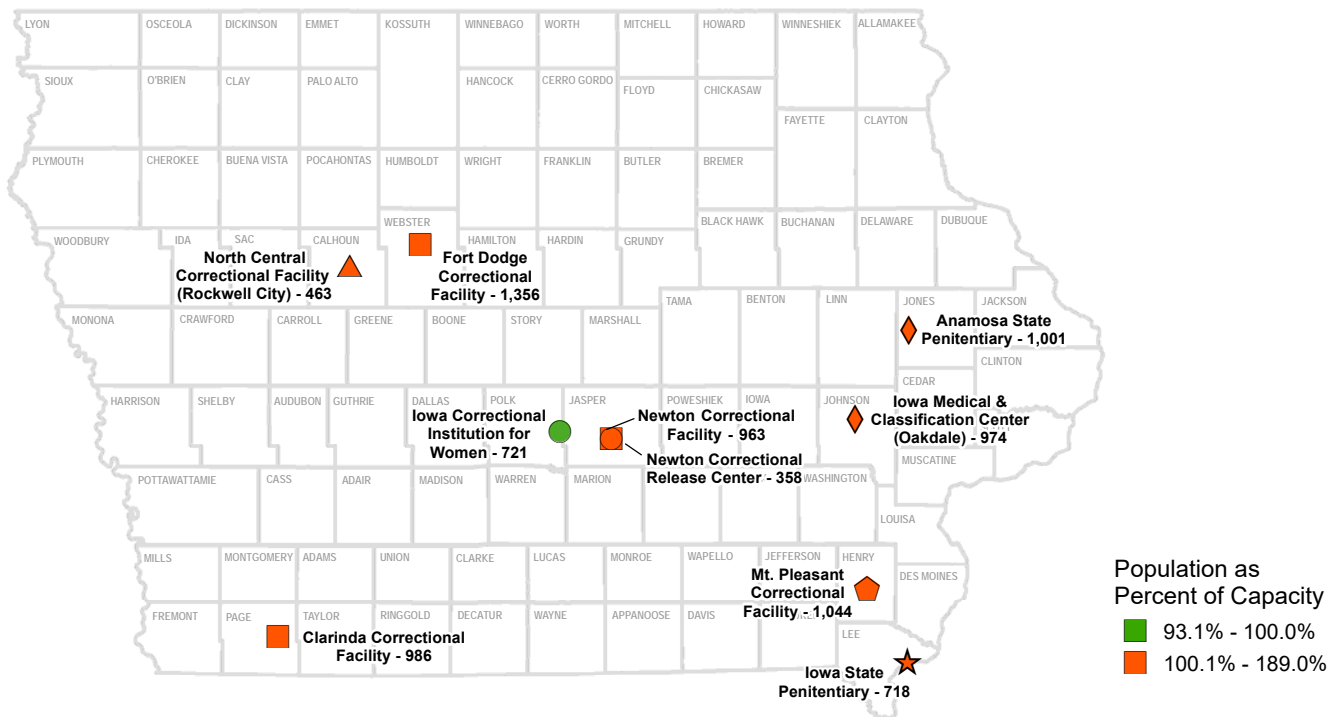 LYON
OSCEOLA
DICKINSON
EMMET
KOSSUTH
WINNEBAGO
WORTH
MITCHELL
HOWARD
WINNESHIEK
ALLAMAKEE
SIOUX
O'BRIEN
CLAY
PALO ALTO
HANCOCK
CERRO GORDO
FLOYD
CHICKASAW
FAYETTE
CLAYTON
PLYMOUTH
CHEROKEE
BUENA VISTA
POCAHONTAS
HUMBOLDT
WRIGHT
FRANKLIN
BUTLER
BREMER
WEBSTER
BLACK HAWK
BUCHANAN
DELAWARE
DUBUQUE
WOODBURY
IDA
SAC
CALHOUN
HAMILTON
HARDIN
GRUNDY
North Central
Correctional Facility
(Rockwell City) - 463
Fort Dodge
Correctional
Facility - 1,356
TAMA
BENTON
LINN
JONES
JACKSON
Anamosa State
Penitentiary - 1,001
MONONA
CRAWFORD
CARROLL
GREENE
BOONE
STORY
MARSHALL
CLINTON
CEDAR
HARRISON
SHELBY
AUDUBON
GUTHRIE
DALLAS
POLK
JASPER
POWESHIEK
IOWA
JOHNSON
Iowa Correctional
Institution for
Women - 721
Newton Correctional
Facility - 963
Newton Correctional
Release Center - 358
Iowa Medical &
Classification Center
(Oakdale) - 974
MUSCATINE
POTTAWATTAMIE
CASS
ADAIR
MADISON
WARREN
MARION
WASHINGTON
LOUISA
MILLS
MONTGOMERY
ADAMS
UNION
CLARKE
LUCAS
MONROE
WAPELLO
JEFFERSON
HENRY
DES MOINES
Mt. Pleasant
Correctional
Facility - 1,044
FREMONT
PAGE
TAYLOR
RINGGOLD
DECATUR
WAYNE
APPANOOSE
DAVIS
LEE
Clarinda Correctional
Facility - 986
Iowa State
Penitentiary - 718
Population as
Percent of Capacity
93.1% - 100.0%
100.1% - 189.0%